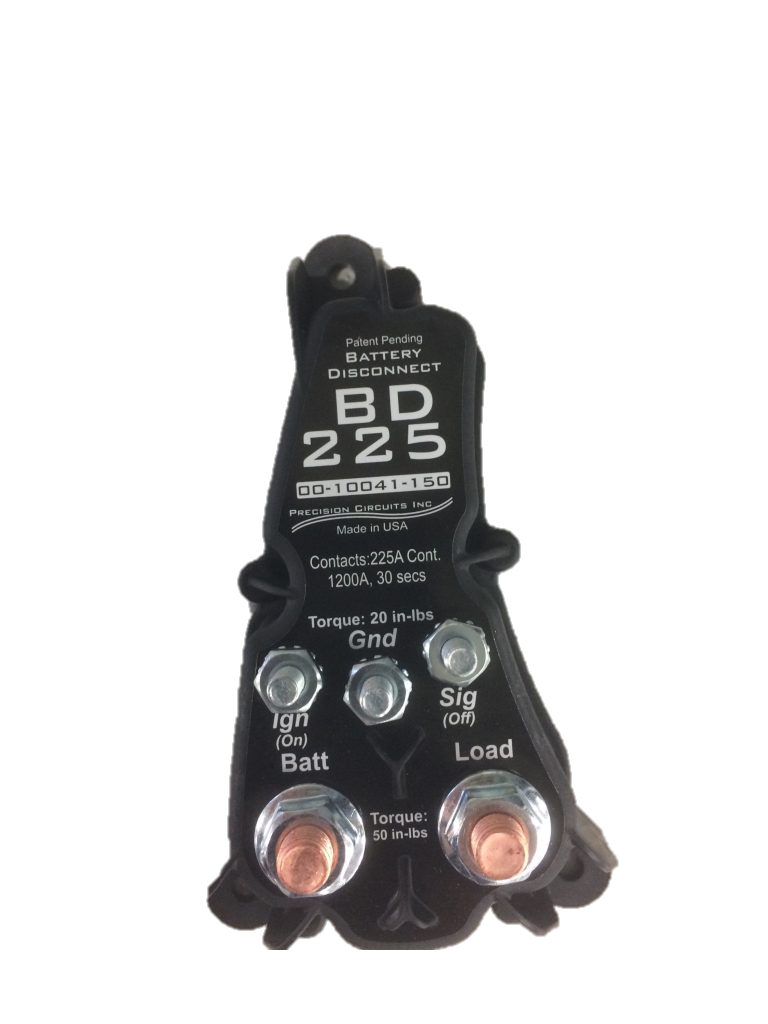 Patent Pending
BATTERY
DISCONNECT
BD
225
00-10041-150
PRECISION CIRCUITS INC
Made in USA
Contacts:225A Cont.
1200A, 30 secs
Torque: 20 in-lbs
Gnd
Ign
(On)
Sig
(Off)
Batt
Load
Torque:
50 in-lbs